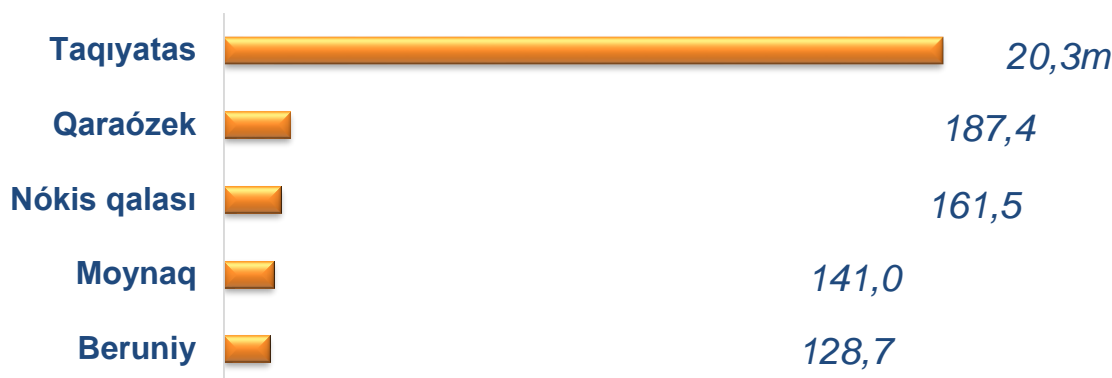 Taqıyatas 20,3m
Qaraózek 187,4
Nókis qalası 161,5
Moynaq 141,0
Beruniy 128,7